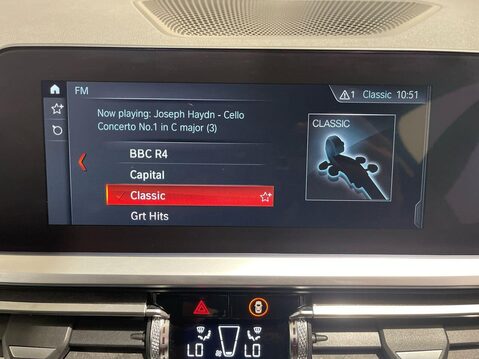 FM
1 Classic 10:51
Now playing: Joseph Haydn - Cello
Concerto No.1 in C major (3)
CLASSIC
BBC R4
Capital
Classic
Grt Hits
LO LO